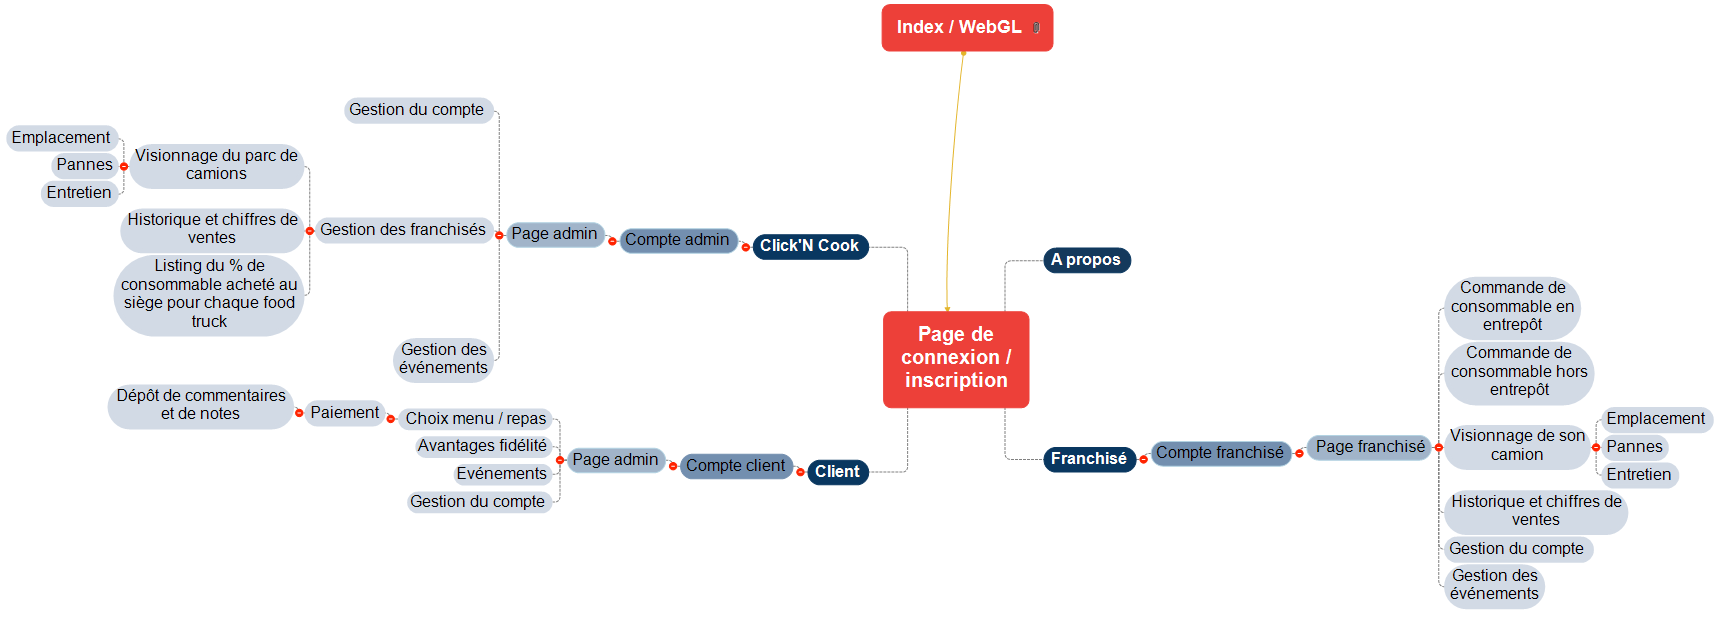 Index / WebGL
Gestion du compte
Emplacement
Pannes
Entretien
Visionnage du parc de
camions
Historique et chiffres de
ventes
Listing du % de
consommable acheté au
siège pour chaque food
truck
Gestion des franchisés
Gestion des
événements
Page admin
Compte admin
Click'N Cook
A propos
Page de
connexion /
inscription
Dépôt de commentaires
et de notes
Paiement
Choix menu / repas
Avantages fidélité
Evénements
Gestion du compte
Page admin
Compte client
Client
Franchisé
Compte franchisé
Page franchisé
Commande de
consommable en
entrepôt
Commande de
consommable hors
entrepôt
Visionnage de son
camion
Emplacement
Pannes
Entretien
Historique et chiffres de
ventes
Gestion du compte
Gestion des
événements